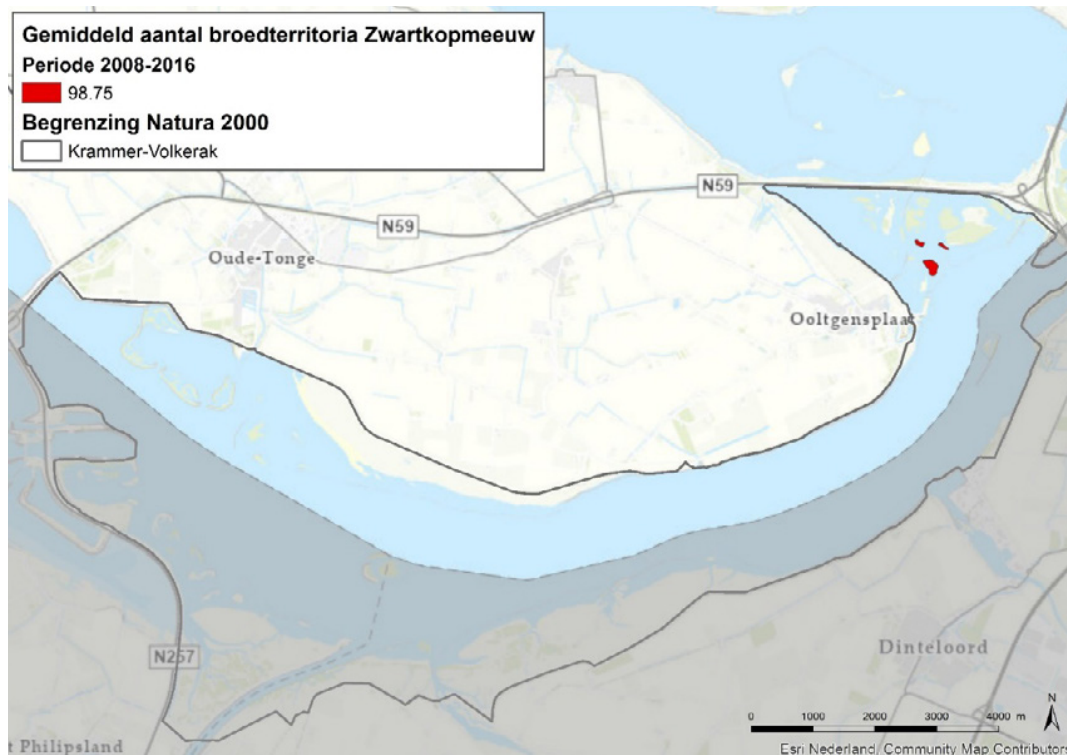 Gemiddeld aantal broedterritoria Zwartkopmeeuw
Periode 2008-2016
98.75
Begrenzing Natura 2000
Krammer-Volkerak
N59
N59
Oude-Tonge
Ooltgensplaat
N257
Dinteloord
t Philipsland
N
0 1000 2000 3000 4000 m
Esri Nederland, Community Map Contributors